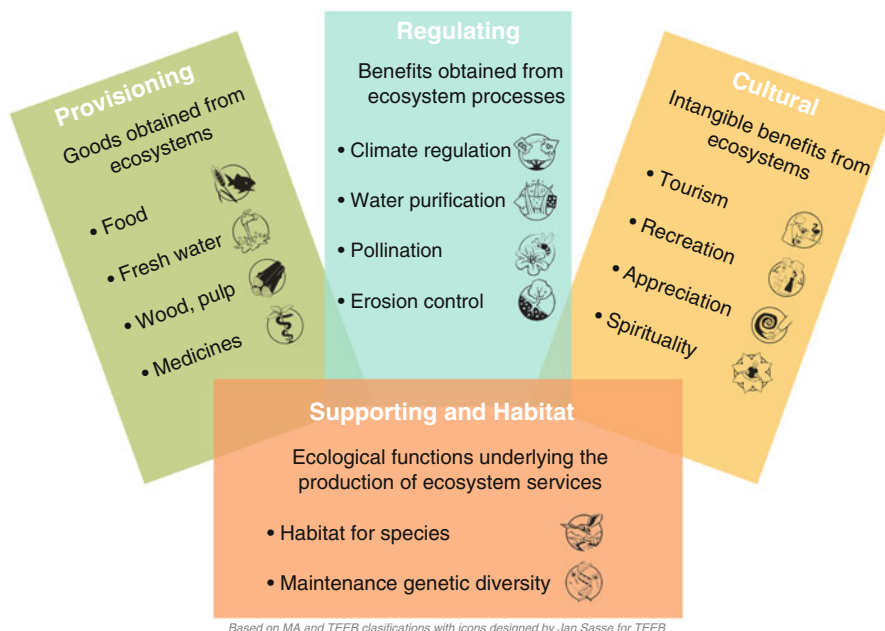 Provisioning
Goods obtained from
ecosystems
• Food
• Fresh water
• Wood, pulp
• Medicines
Regulating
Benefits obtained from
ecosystem processes
• Climate regulation
• Water purification
• Pollination
• Erosion control
Cultural
Intangible benefits from
ecosystems
• Tourism
• Recreation
• Appreciation
• Spirituality
Supporting and Habitat
Ecological functions underlying the
production of ecosystem services
• Habitat for species
• Maintenance genetic diversity
Based on MA and TEEB clasifications with icons designed by Jan Sasse for TEEB